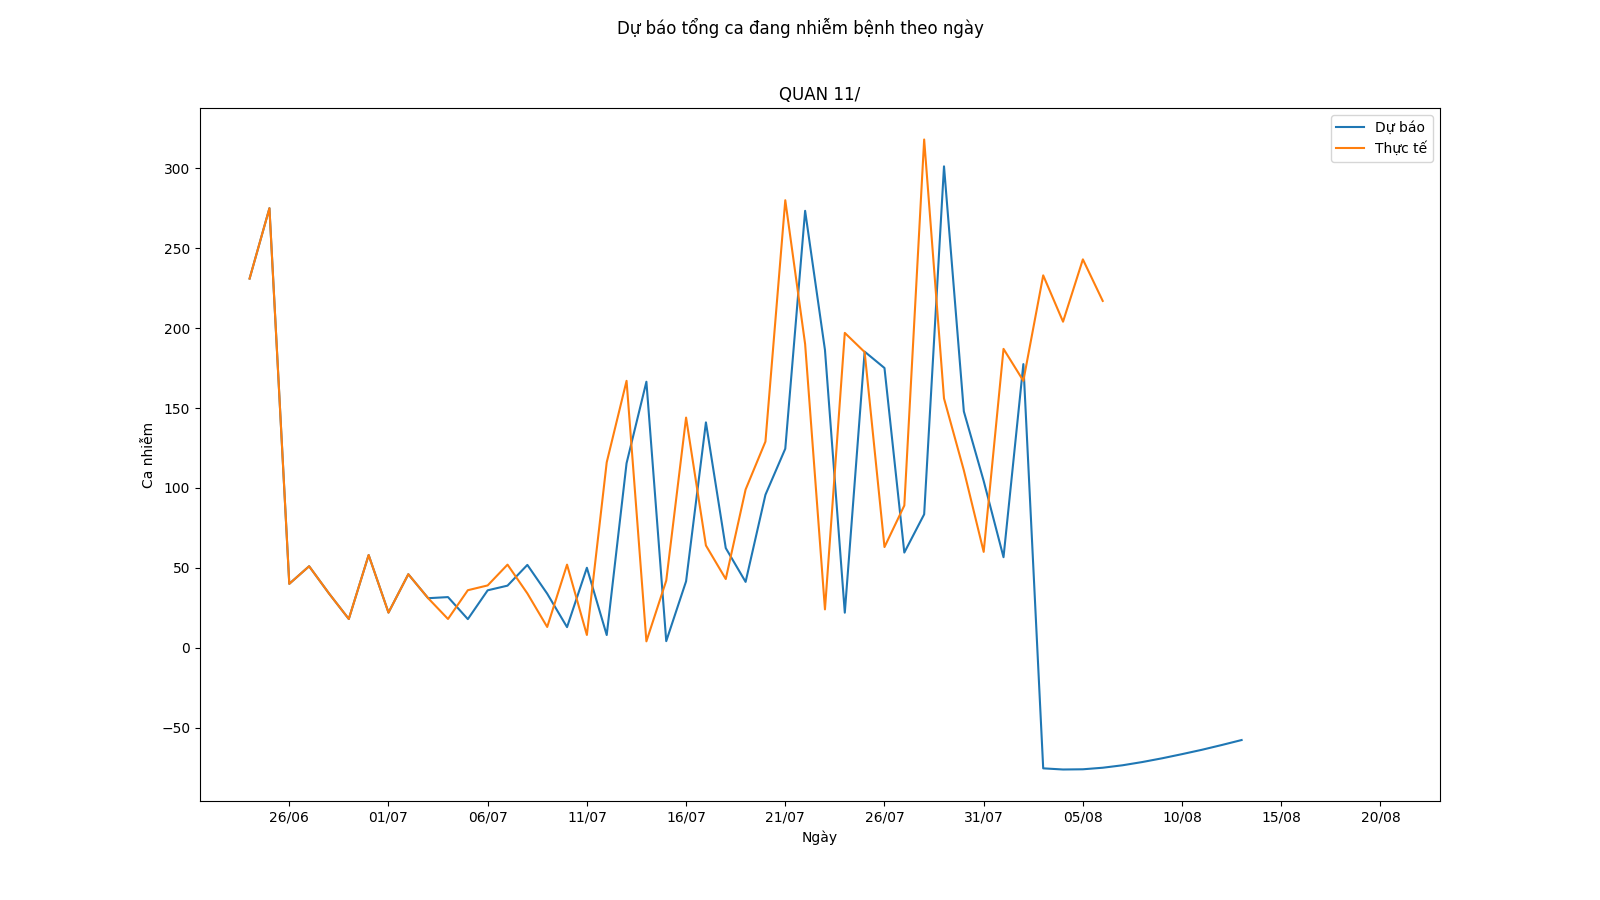 Dự báo tổng ca đang nhiễm bệnh theo ngày
QUAN 11/
Dự báo
Thực tế
300
250
200
150
100
50
0
−50
Ca nhiễm
26/06 01/07 06/07 11/07 16/07 21/07 26/07 31/07 05/08 10/08 15/08 20/08
Ngày